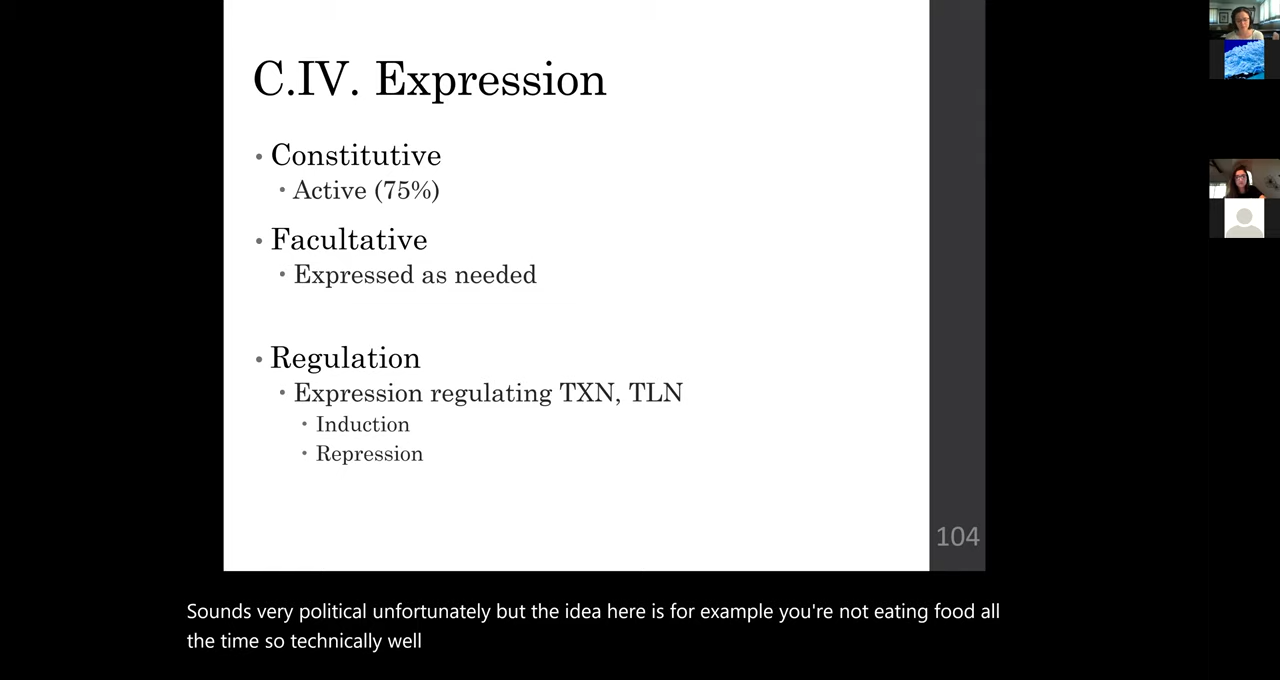 C.IV. Expression
• Constitutive
• Active (75%)
• Facultative
• Expressed as needed
• Regulation
• Expression regulating TXN, TLN
• Induction
• Repression
104
Sounds very political unfortunately but the idea here is for example you're not eating food all
the time so technically well